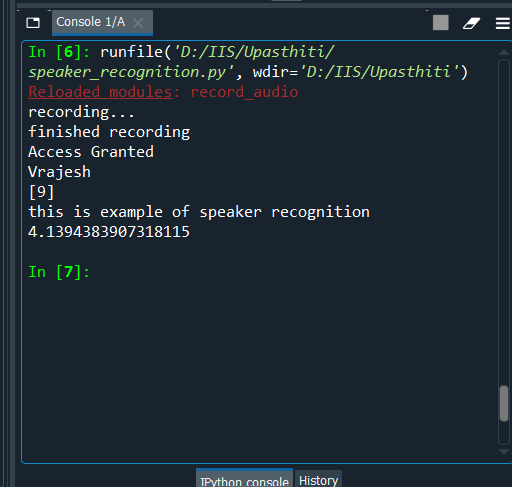 Console 1/A
In [6]: runfile('D:/IIS/Upasthiti/
speaker_recognition.py', wdir='D:/IIS/Upasthiti')
Reloaded modules: record_audio
recording...
finished recording
Access Granted
Vrajesh
[9]
this is example of speaker recognition
4.1394383907318115
In [7]:
IPython console History